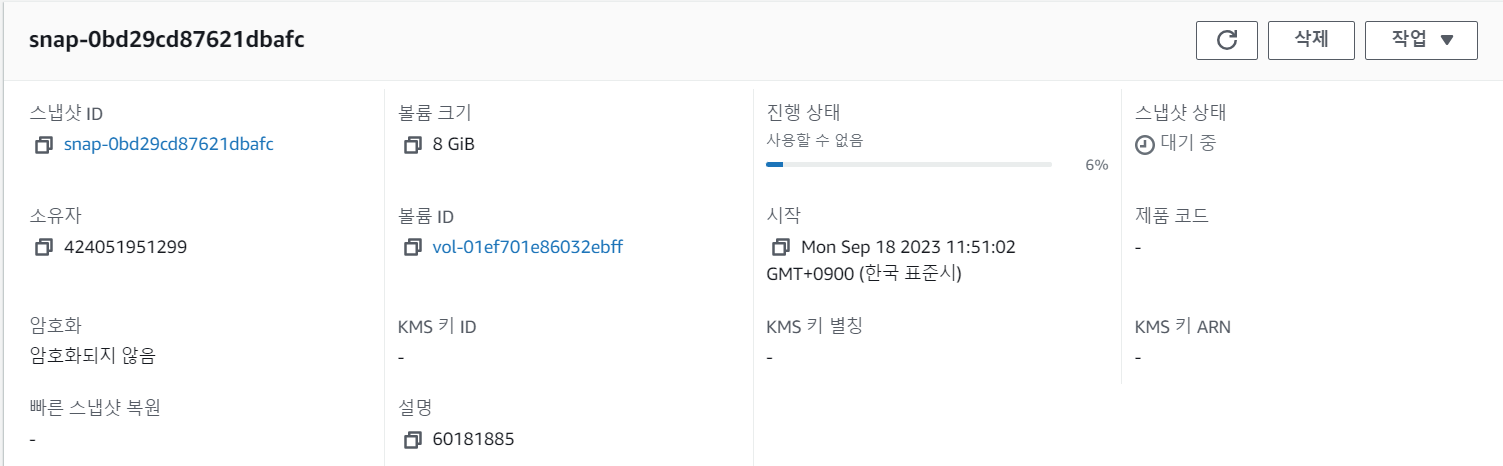 snap-0bd29cd87621dbafc
삭제
작업
스냅샷 ID
snap-0bd29cd87621dbafc
볼륨 크기
8 GiB
진행 상태
사용할 수 없음
6%
스냅샷 상태
대기 중
소유자
424051951299
볼륨 ID
vol-01ef701e86032ebff
시작
Mon Sep 18 2023 11:51:02
GMT+0900 (한국 표준시)
제품 코드
-
암호화
암호화되지 않음
KMS 키 ID
-
KMS 키 별칭
-
KMS 키 ARN
-
빠른 스냅샷 복원
-
설명
60181885